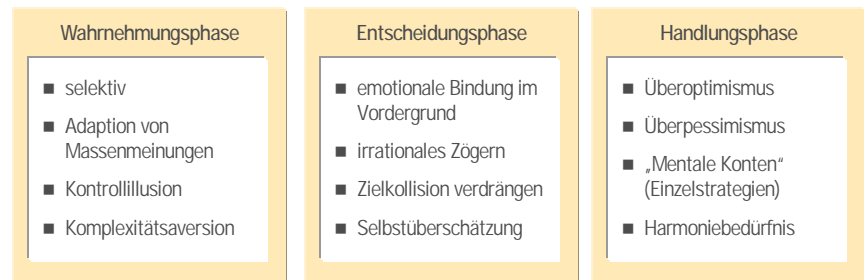 Wahrnehmungsphase
■ selektiv
■ Adaption von
Massenmeinungen
■ Kontrollillusion
■ Komplexitätsaversion
Entscheidungsphase
■ emotionale Bindung im
Vordergrund
■ irrationales Zögern
■ Zielkollision verdrängen
■ Selbstüberschätzung
Handlungsphase
■ Überoptimismus
■ Überpessimismus
■ „Mentale Konten“
(Einzelstrategien)
■ Harmoniebedürfnis